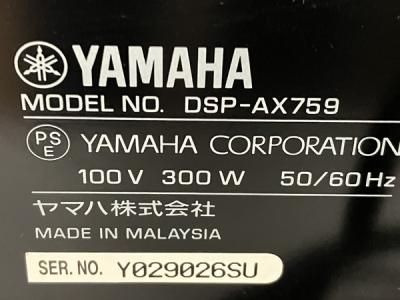 YAMAHA
MODEL NO. DSP-AX759
PS E YAMAHA CORPORATION
100 V 300 W 50/60 Hz
ヤマハ株式会社
MADE IN MALAYSIA
SER. NO. Y029026SU